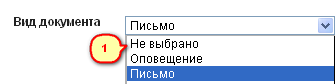 Вид документа Письмо
1 Не выбрано
Оповещение
Письмо